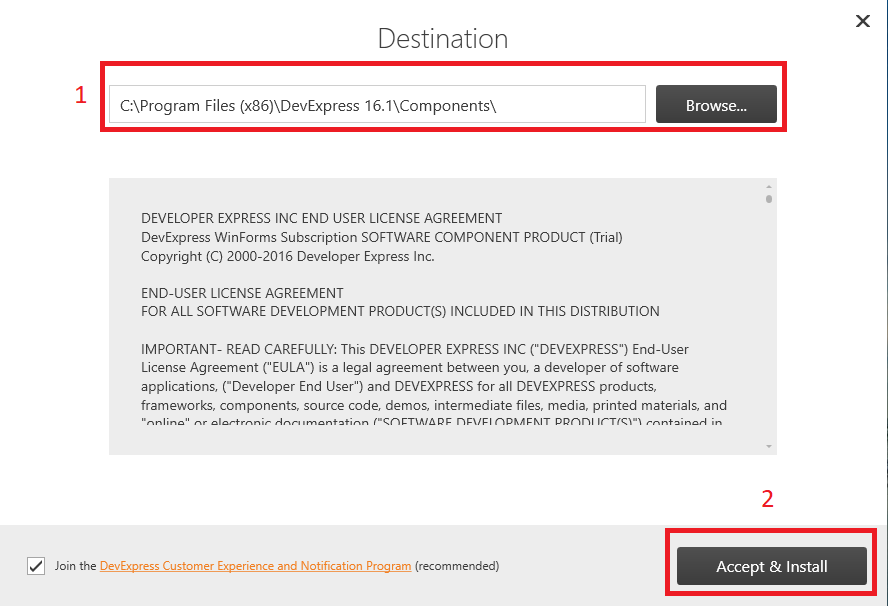 Destination
1
C:\Program Files (x86)\DevExpress 16.1\Components\
Browse...
DEVELOPER EXPRESS INC END USER LICENSE AGREEMENT
DevExpress WinForms Subscription SOFTWARE COMPONENT PRODUCT (Trial)
Copyright (C) 2000-2016 Developer Express Inc.
END-USER LICENSE AGREEMENT
FOR ALL SOFTWARE DEVELOPMENT PRODUCT(S) INCLUDED IN THIS DISTRIBUTION
IMPORTANT- READ CAREFULLY: This DEVELOPER EXPRESS INC ("DEVEXPRESS") End-User
License Agreement ("EULA") is a legal agreement between you, a developer of software
applications, ("Developer End User") and DEVEXPRESS for all DEVEXPRESS products,
frameworks, components, source code, demos, intermediate files, media, printed materials, and
"online" or electronic documentation ("SOFTWARE DEVELOPMENT PRODUCT(S)") contained in
2
Join the DevExpress Customer Experience and Notification Program (recommended)
Accept & Install